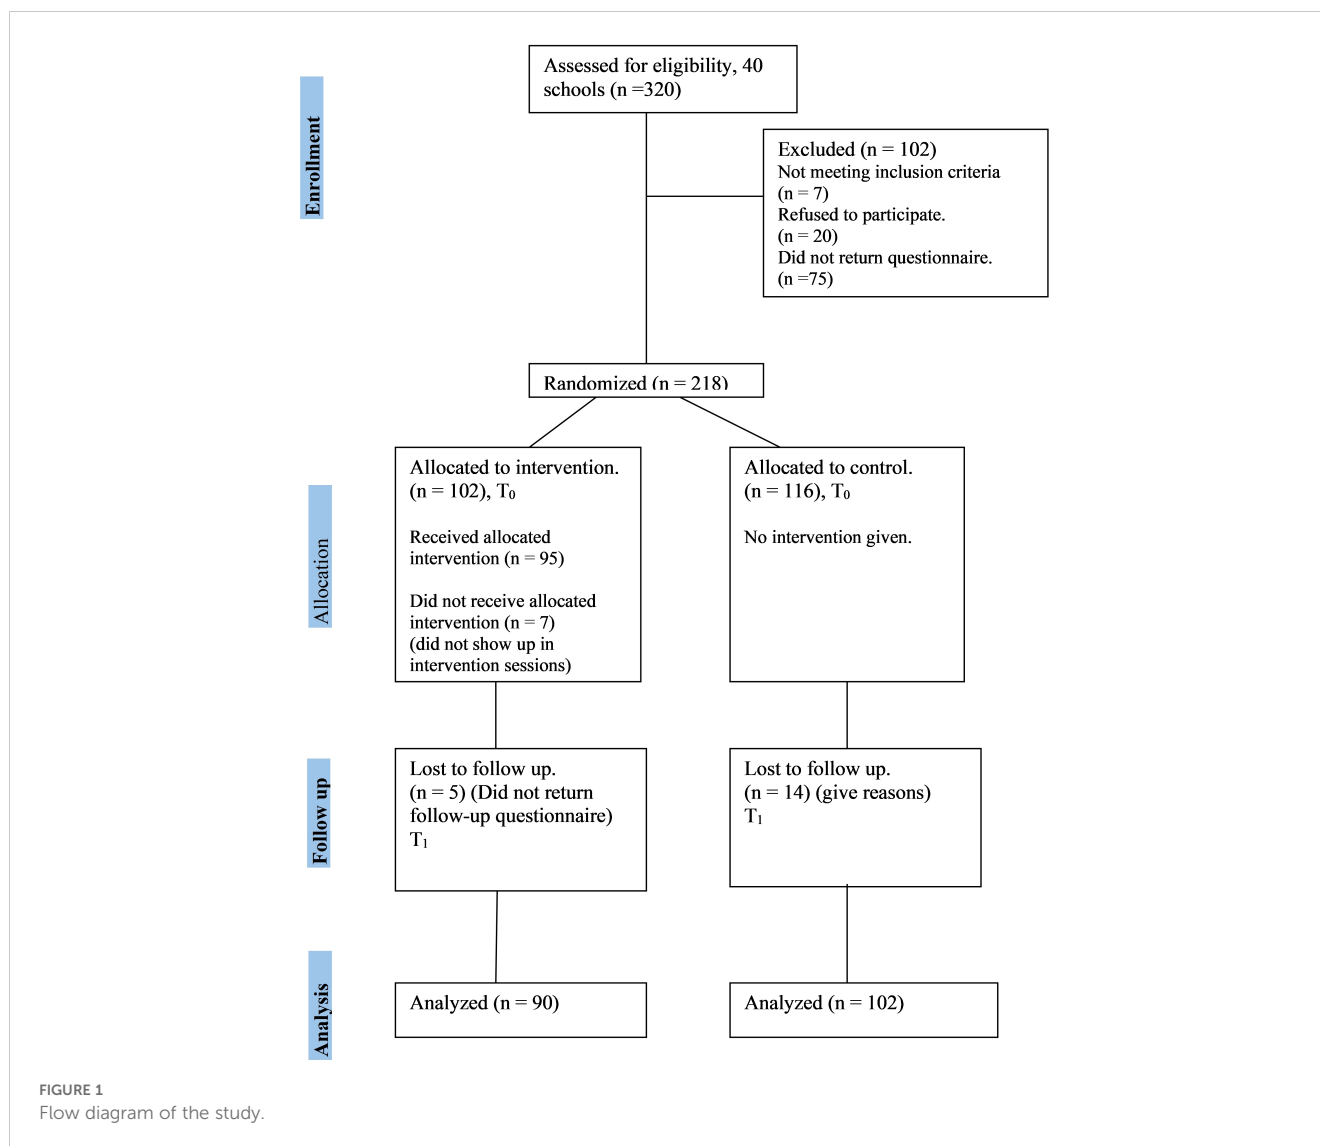 Enrollment
Assessed for eligibility, 40
schools (n =320)
Excluded (n = 102)
Not meeting inclusion criteria
(n = 7)
Refused to participate.
(n = 20)
Did not return questionnaire.
(n =75)
Randomized (n = 218)
Allocation
Allocated to intervention.
(n = 102), T₀
Received allocated
intervention (n = 95)
Did not receive allocated
intervention (n = 7)
(did not show up in
intervention sessions)
Allocated to control.
(n = 116), T₀
No intervention given.
Follow up
Lost to follow up.
(n = 5) (Did not return
follow-up questionnaire)
T₁
Lost to follow up.
(n = 14) (give reasons)
T₁
Analysis
Analyzed (n = 90)
Analyzed (n = 102)
FIGURE 1
Flow diagram of the study.